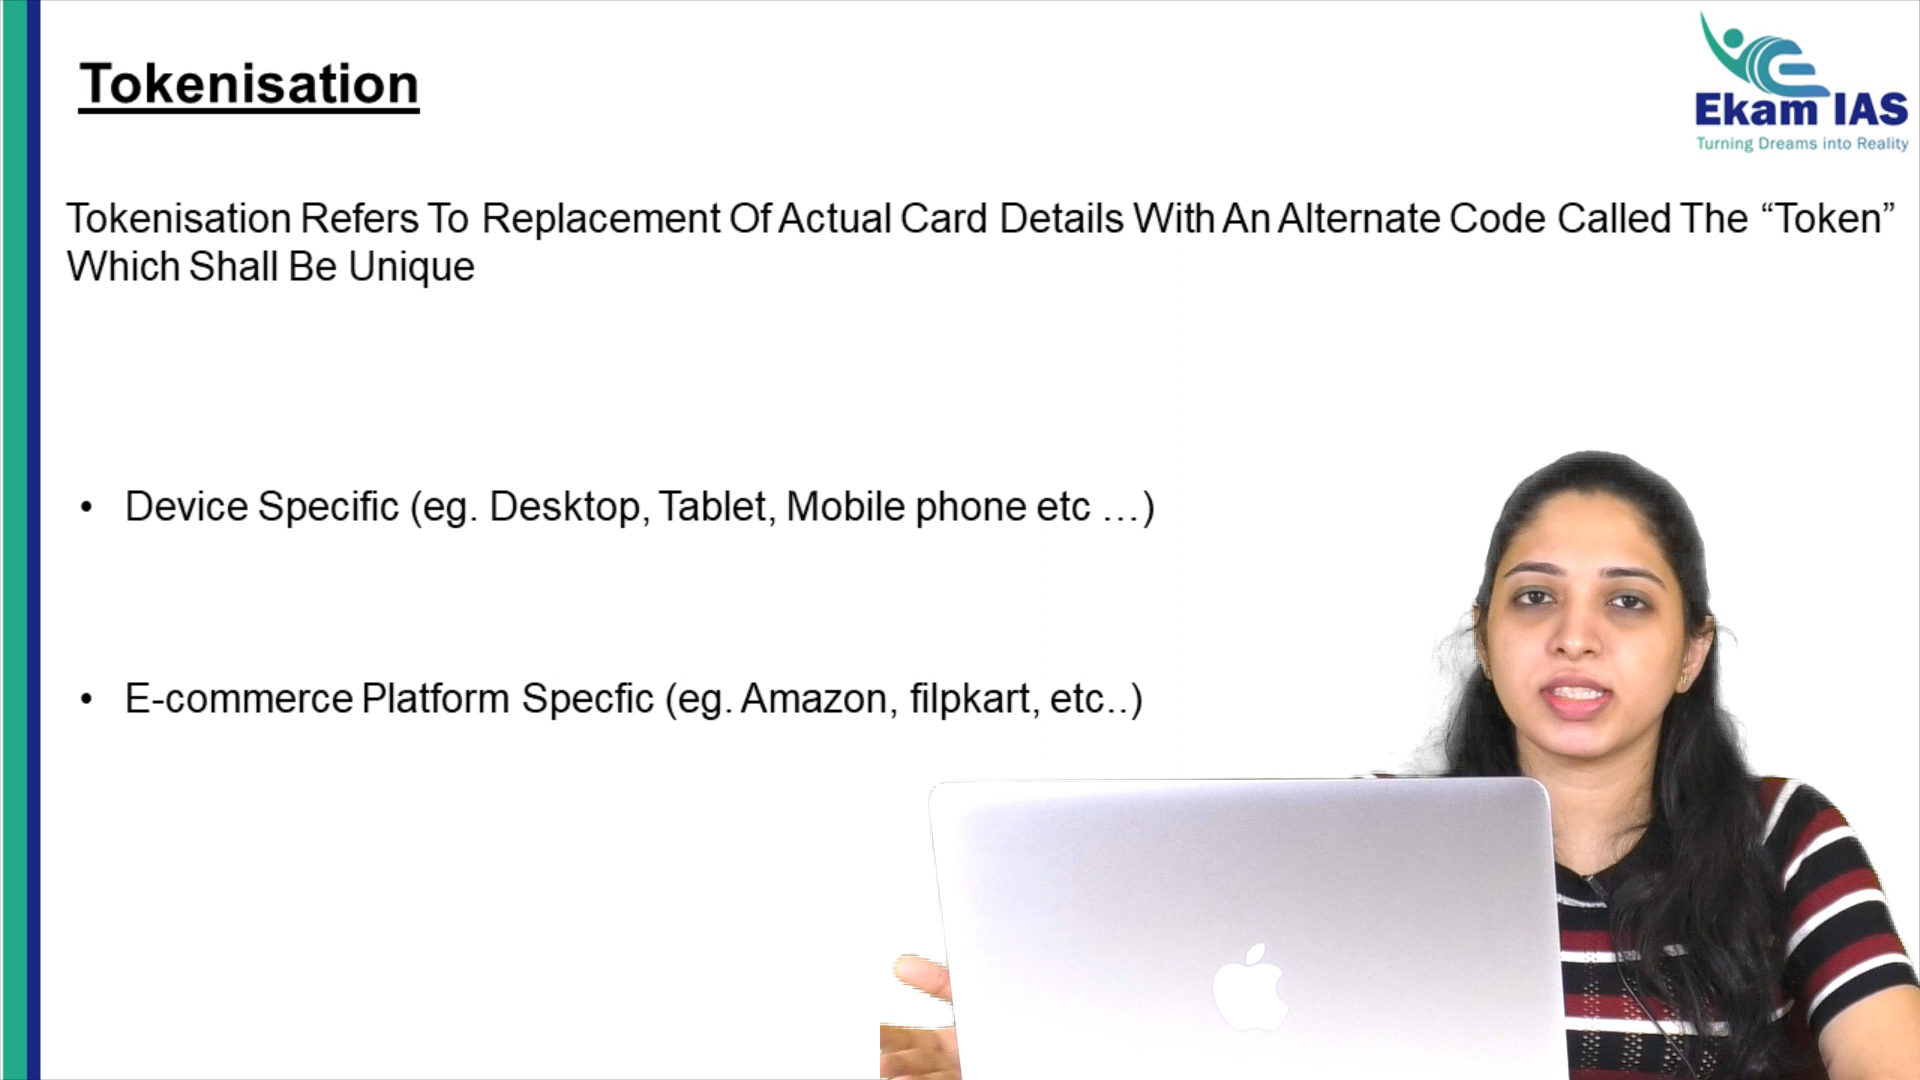 Tokenisation
Ekam IAS
Turning Dreams into Reality
Tokenisation Refers To Replacement Of Actual Card Details With An Alternate Code Called The “Token”
Which Shall Be Unique
• Device Specific (eg. Desktop, Tablet, Mobile phone etc …)
• E-commerce Platform Specfic (eg. Amazon, filpkart, etc..)